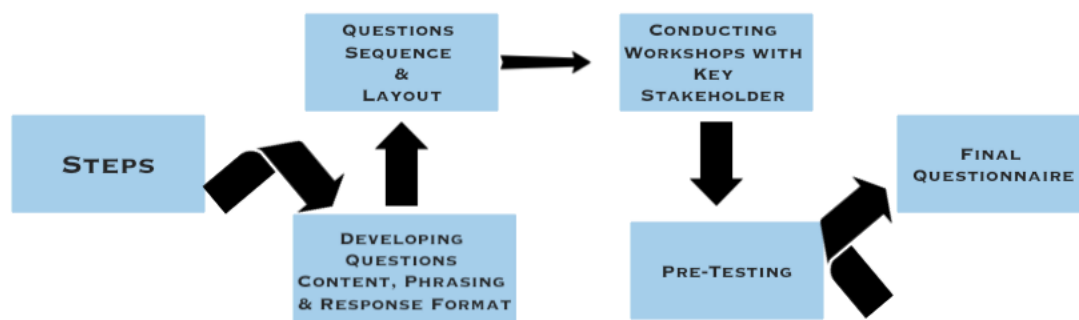 Steps
Developing
Questions
Content, Phrasing
& Response Format
Questions
Sequence
&
Layout
Conducting
Workshops with
Key
Stakeholder
Pre-Testing
Final
Questionnaire